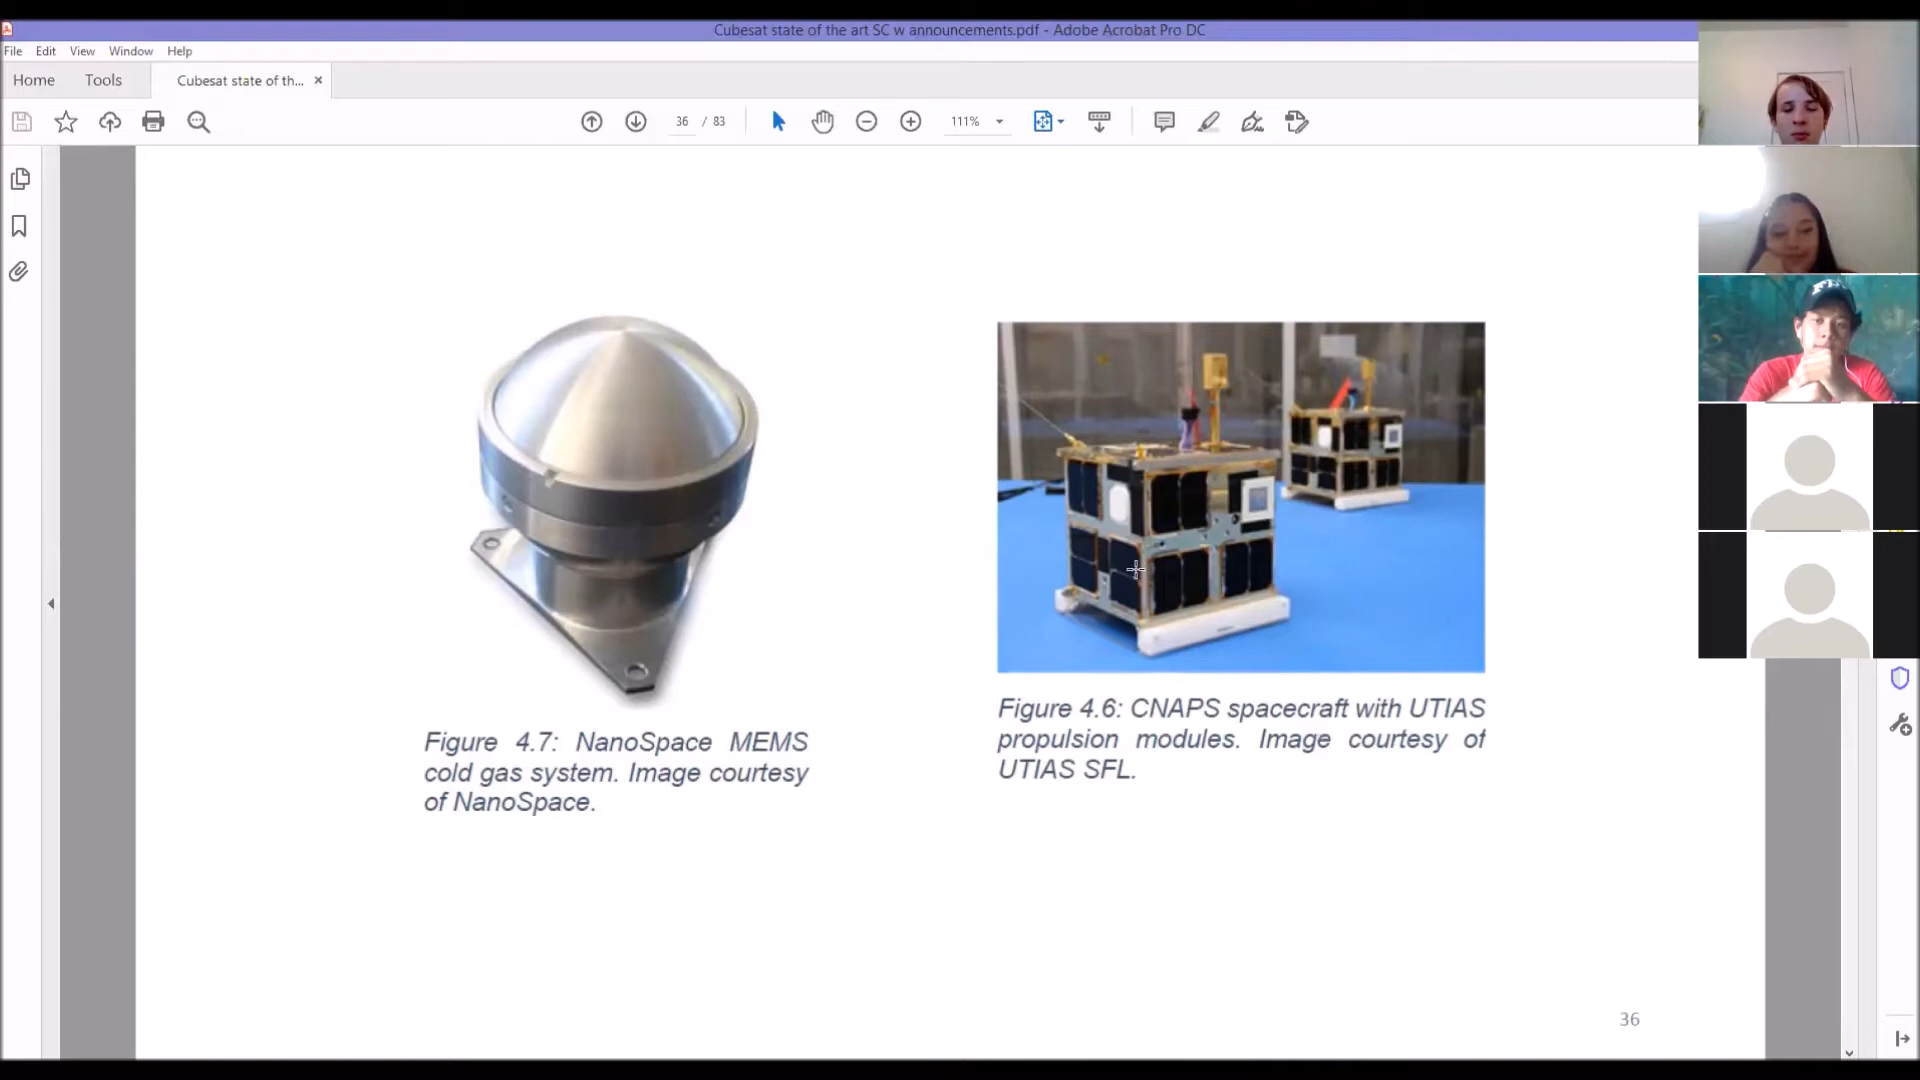 Cubesat state of the art SC w announcements.pdf - Adobe Acrobat Pro DC
File Edit View Window Help
Home Tools Cubesat state of th... ×
36 / 83 111%
Figure 4.7: NanoSpace MEMS
cold gas system. Image courtesy
of NanoSpace.
Figure 4.6: CNAPS spacecraft with UTIAS
propulsion modules. Image courtesy of
UTIAS SFL.
36